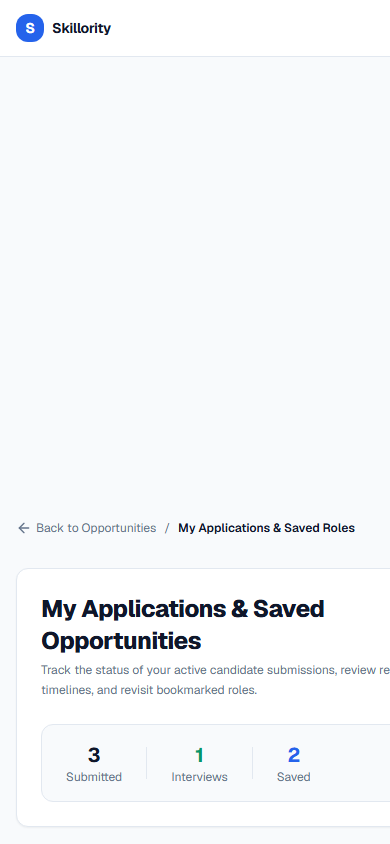 S Skillority
Back to Opportunities / My Applications & Saved Roles
My Applications & Saved
Opportunities
Track the status of your active candidate submissions, review
timelines, and revisit bookmarked roles.
3 1 2
Submitted Interviews Saved